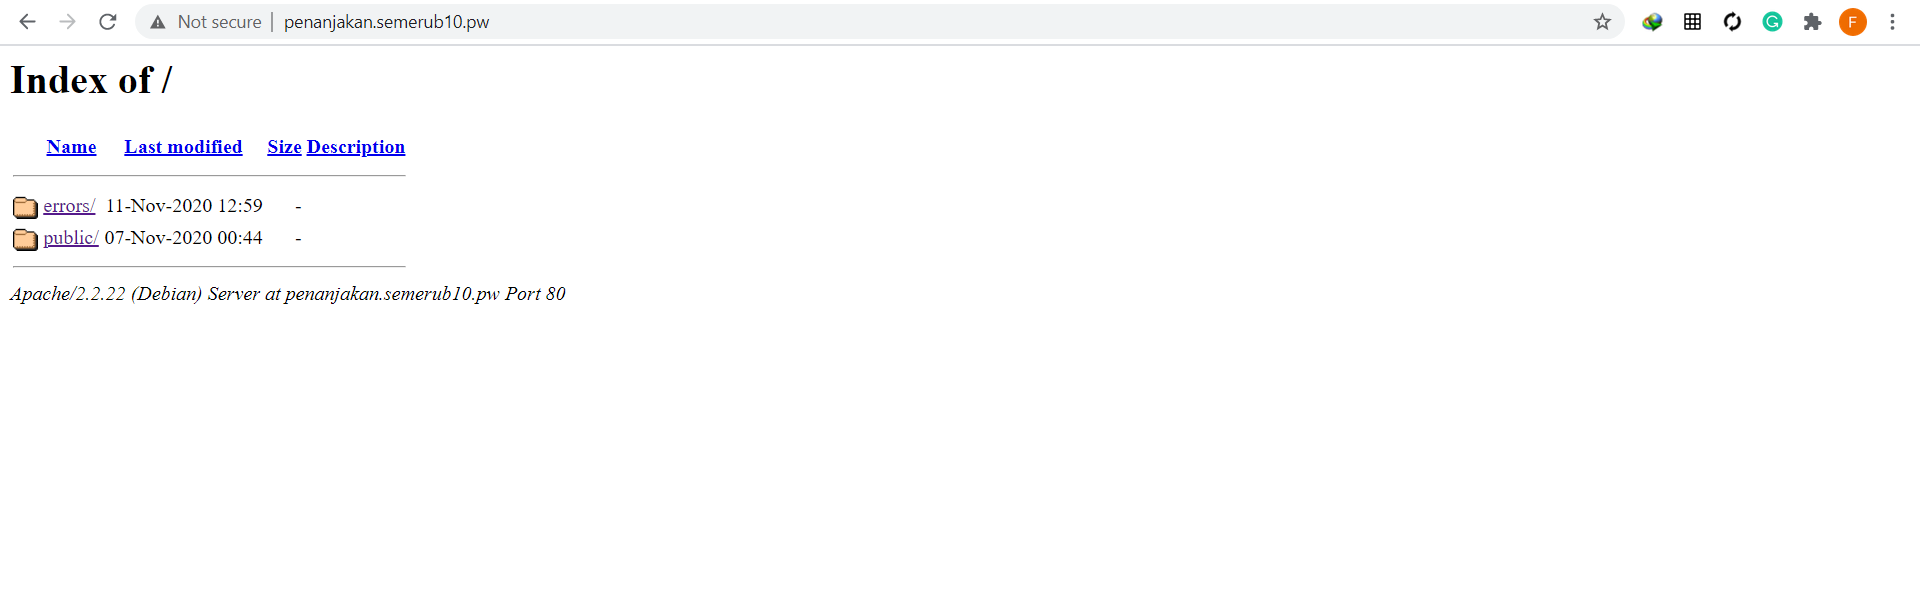 Not secure | penanjakan.semerub10.pw
F
Index of /
Name Last modified Size Description
errors/ 11-Nov-2020 12:59 -
public/ 07-Nov-2020 00:44 -
Apache/2.2.22 (Debian) Server at penanjakan.semerub10.pw Port 80